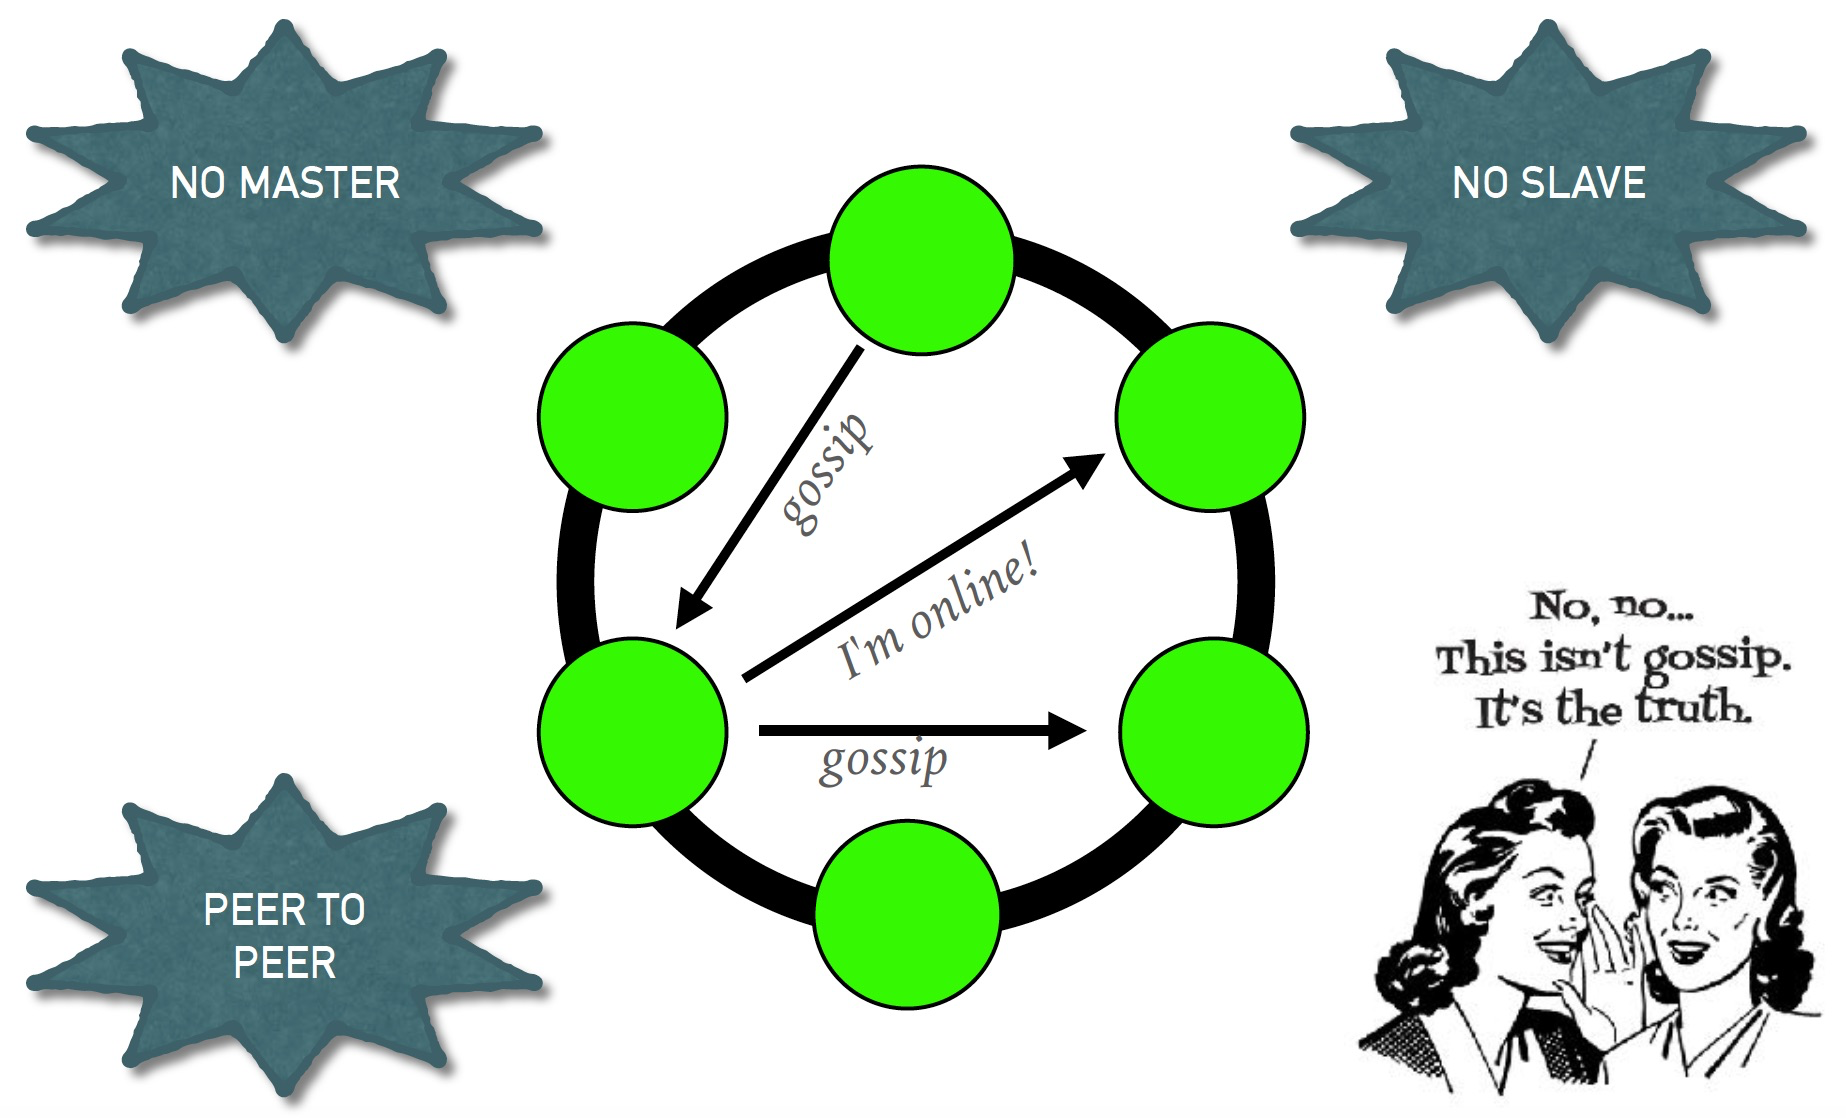 NO MASTER
NO SLAVE
gossip
I'm online!
gossip
No, no...
This isn't gossip.
It's the truth.
PEER TO
PEER